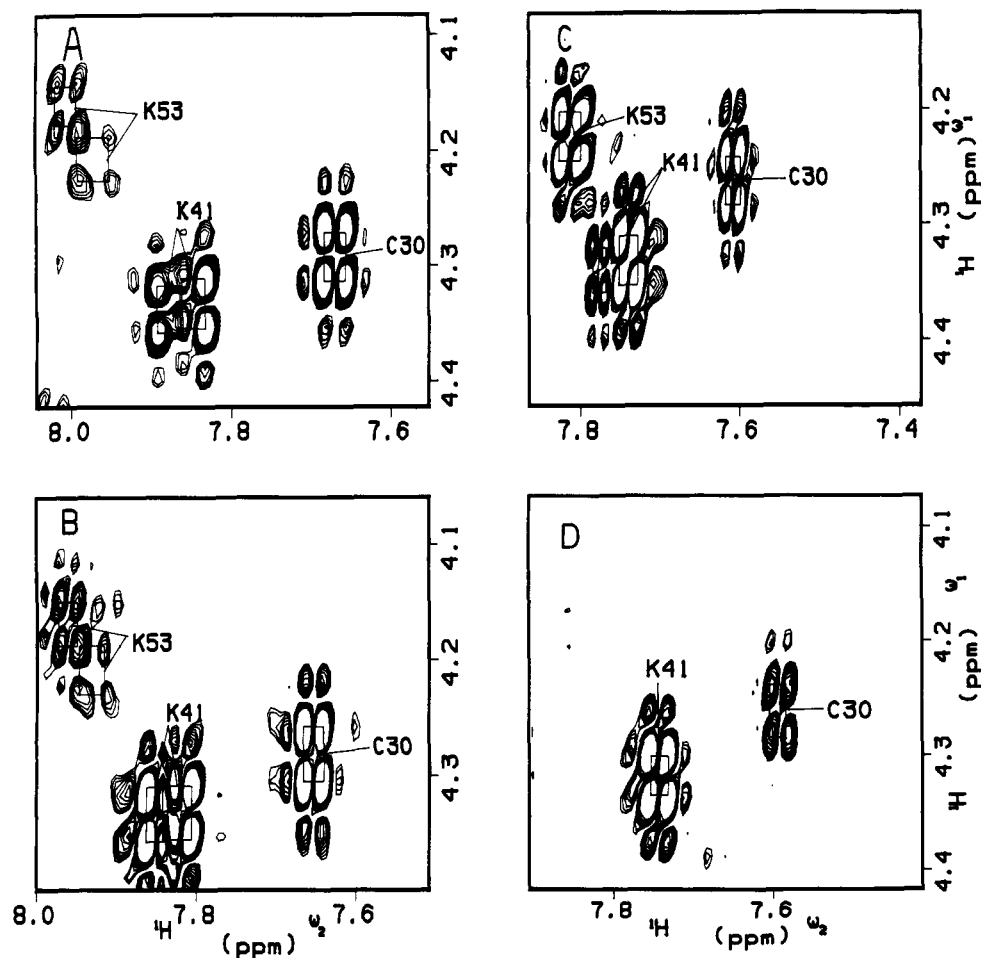 A
K53
K41
C30
4.1
4.2
4.3
4.4
8.0
7.8
7.6
C
K53
K41
C30
4.2
ω₁
4.3
(ppm)
4.4
¹H
7.8
7.6
7.4
B
K53
K41
C30
4.1
4.2
4.3
8.0
7.8
7.6
¹H
(ppm)
ω₂
D
K41
C30
4.1
ω₁
4.2
(ppm)
4.3
¹H
4.4
7.8
7.6
¹H
(ppm)
ω₂